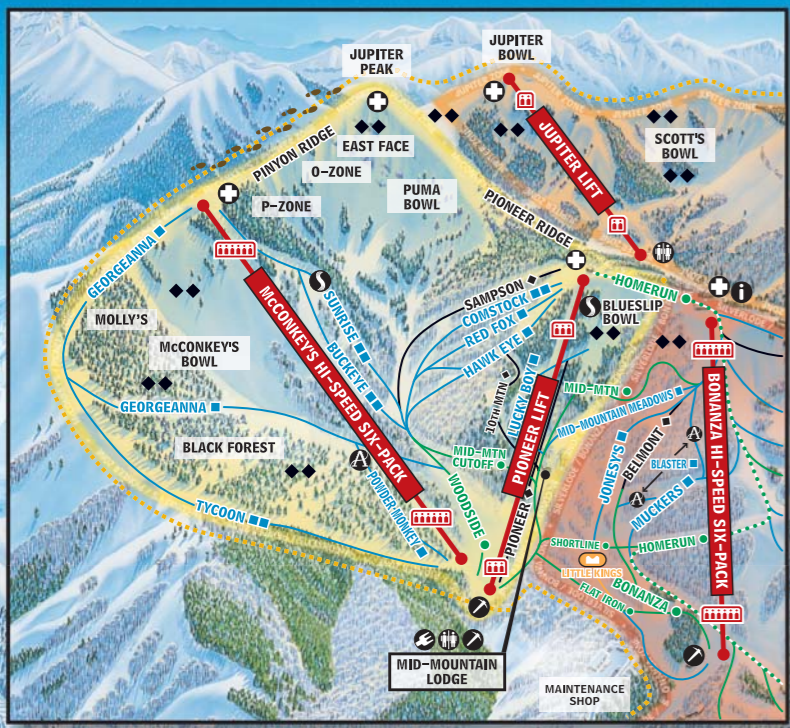 JUPITER
PEAK
JUPITER
BOWL
JUPITER ZONE
JUPITER ZONE
EAST FACE
SCOTT'S
BOWL
JUPITER LIFT
PINYON RIDGE
O-ZONE
P-ZONE
PUMA
BOWL
PIONEER RIDGE
GEORGEANNA
SAMPSON
COMSTOCK
RED FOX
HAWK EYE
HOMERUN
i
S
SUNRISE
BUCKEYE
S
BLUESLIP
BOWL
MOLLY'S
McCONKEY'S
BOWL
McCONKEY'S HI-SPEED SIX-PACK
GEORGEANNA
10TH MTN
PIONEER LIFT
MID-MTN
MID-MOUNTAIN MEADOWS
BONANZA HI-SPEED SIX-PACK
BLACK FOREST
A
MID-MTN
CUTOFF
JONESY'S
BELMONT
A
BLASTER
A
MUCKERS
TYCOON
POWDER MONKEY
WOODSIDE
PIONEER
SHORTLINE
HOMERUN
LITTLE KINGS
FLAT IRON
BONANZA
MID-MOUNTAIN
LODGE
MAINTENANCE
SHOP